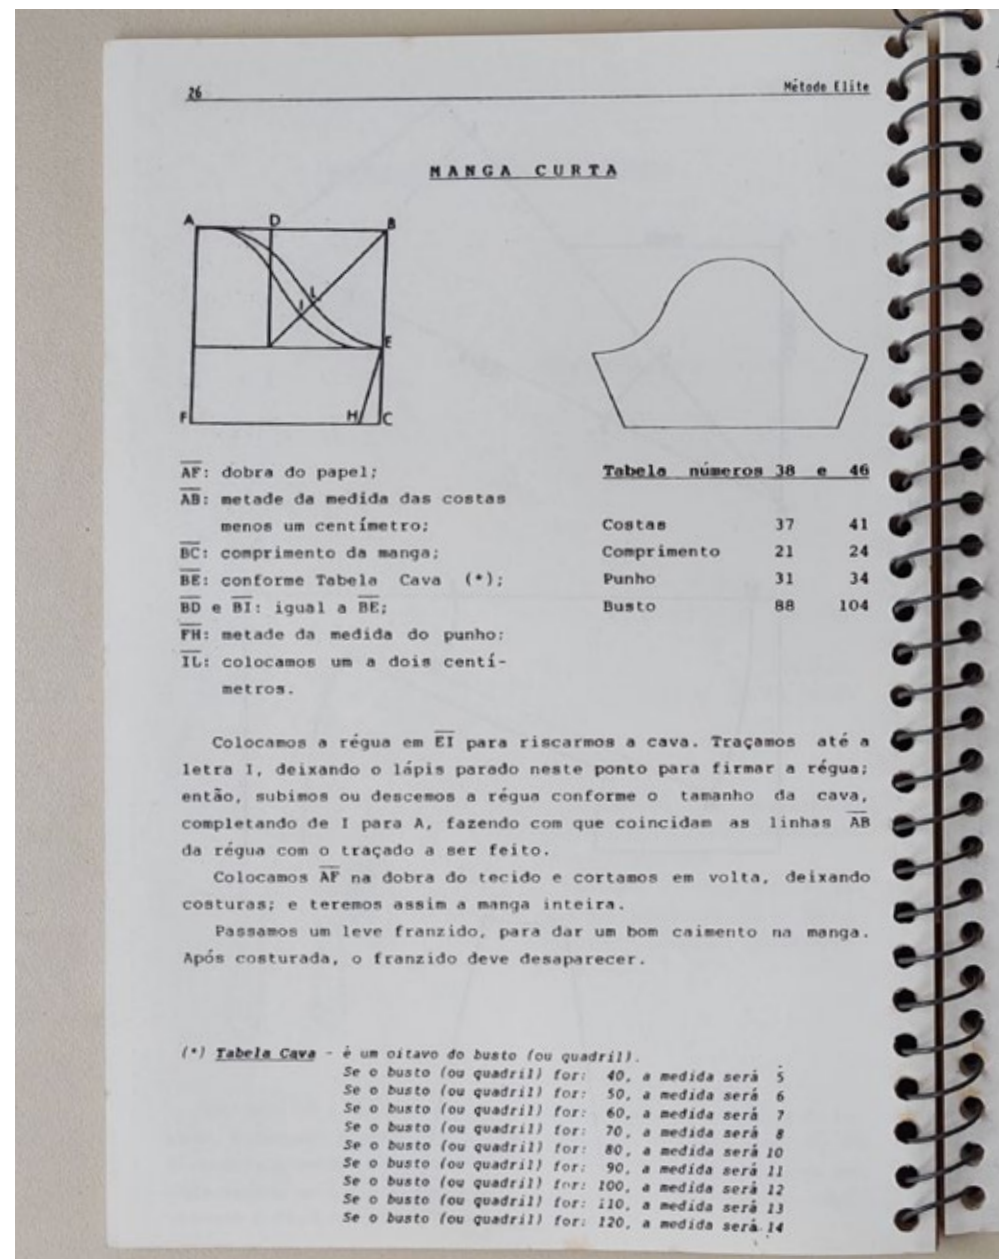 26 Método Elite
MANGA CURTA
A D B
L
I
E
F H C
AF: dobra do papel;
AB: metade da medida das costas
menos um centímetro;
BC: comprimento da manga;
BE: conforme Tabela Cava (*);
BD e BI: igual a BE;
FH: metade da medida do punho;
IL: colocamos um a dois centí-
metros.
Tabela números 38 e 46
Costas 37 41
Comprimento 21 24
Punho 31 34
Busto 88 104
Colocamos a régua em EI para riscarmos a cava. Traçamos até a
letra I, deixando o lápis parado neste ponto para firmar a régua;
então, subimos ou descemos a régua conforme o tamanho da cava,
completando de I para A, fazendo com que coincidam as linhas AB
da régua com o traçado a ser feito.
Colocamos AF na dobra do tecido e cortamos em volta, deixando
costuras; e teremos assim a manga inteira.
Passamos um leve franzido, para dar um bom caimento na manga.
Após costurada, o franzido deve desaparecer.
(*) Tabela Cava - é um oitavo do busto (ou quadril).
Se o busto (ou quadril) for: 40, a medida será 5
Se o busto (ou quadril) for: 50, a medida será 6
Se o busto (ou quadril) for: 60, a medida será 7
Se o busto (ou quadril) for: 70, a medida será 8
Se o busto (ou quadril) for: 80, a medida será 10
Se o busto (ou quadril) for: 90, a medida será 11
Se o busto (ou quadril) for: 100, a medida será 12
Se o busto (ou quadril) for: 110, a medida será 13
Se o busto (ou quadril) for: 120, a medida será 14